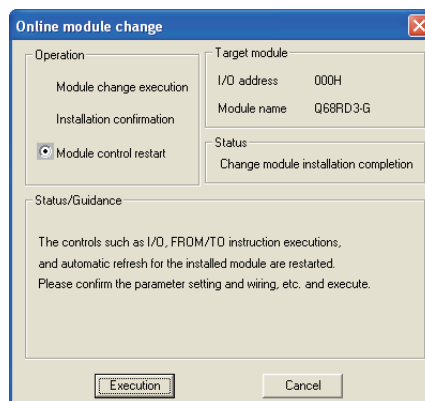 Online module change
Operation
Module change execution
Installation confirmation
Module control restart
Target module
I/O address 000H
Module name Q68RD3-G
Status
Change module installation completion
Status/Guidance
The controls such as I/O, FROM/TO instruction executions,
and automatic refresh for the installed module are restarted.
Please confirm the parameter setting and wiring, etc. and execute.
Execution
Cancel